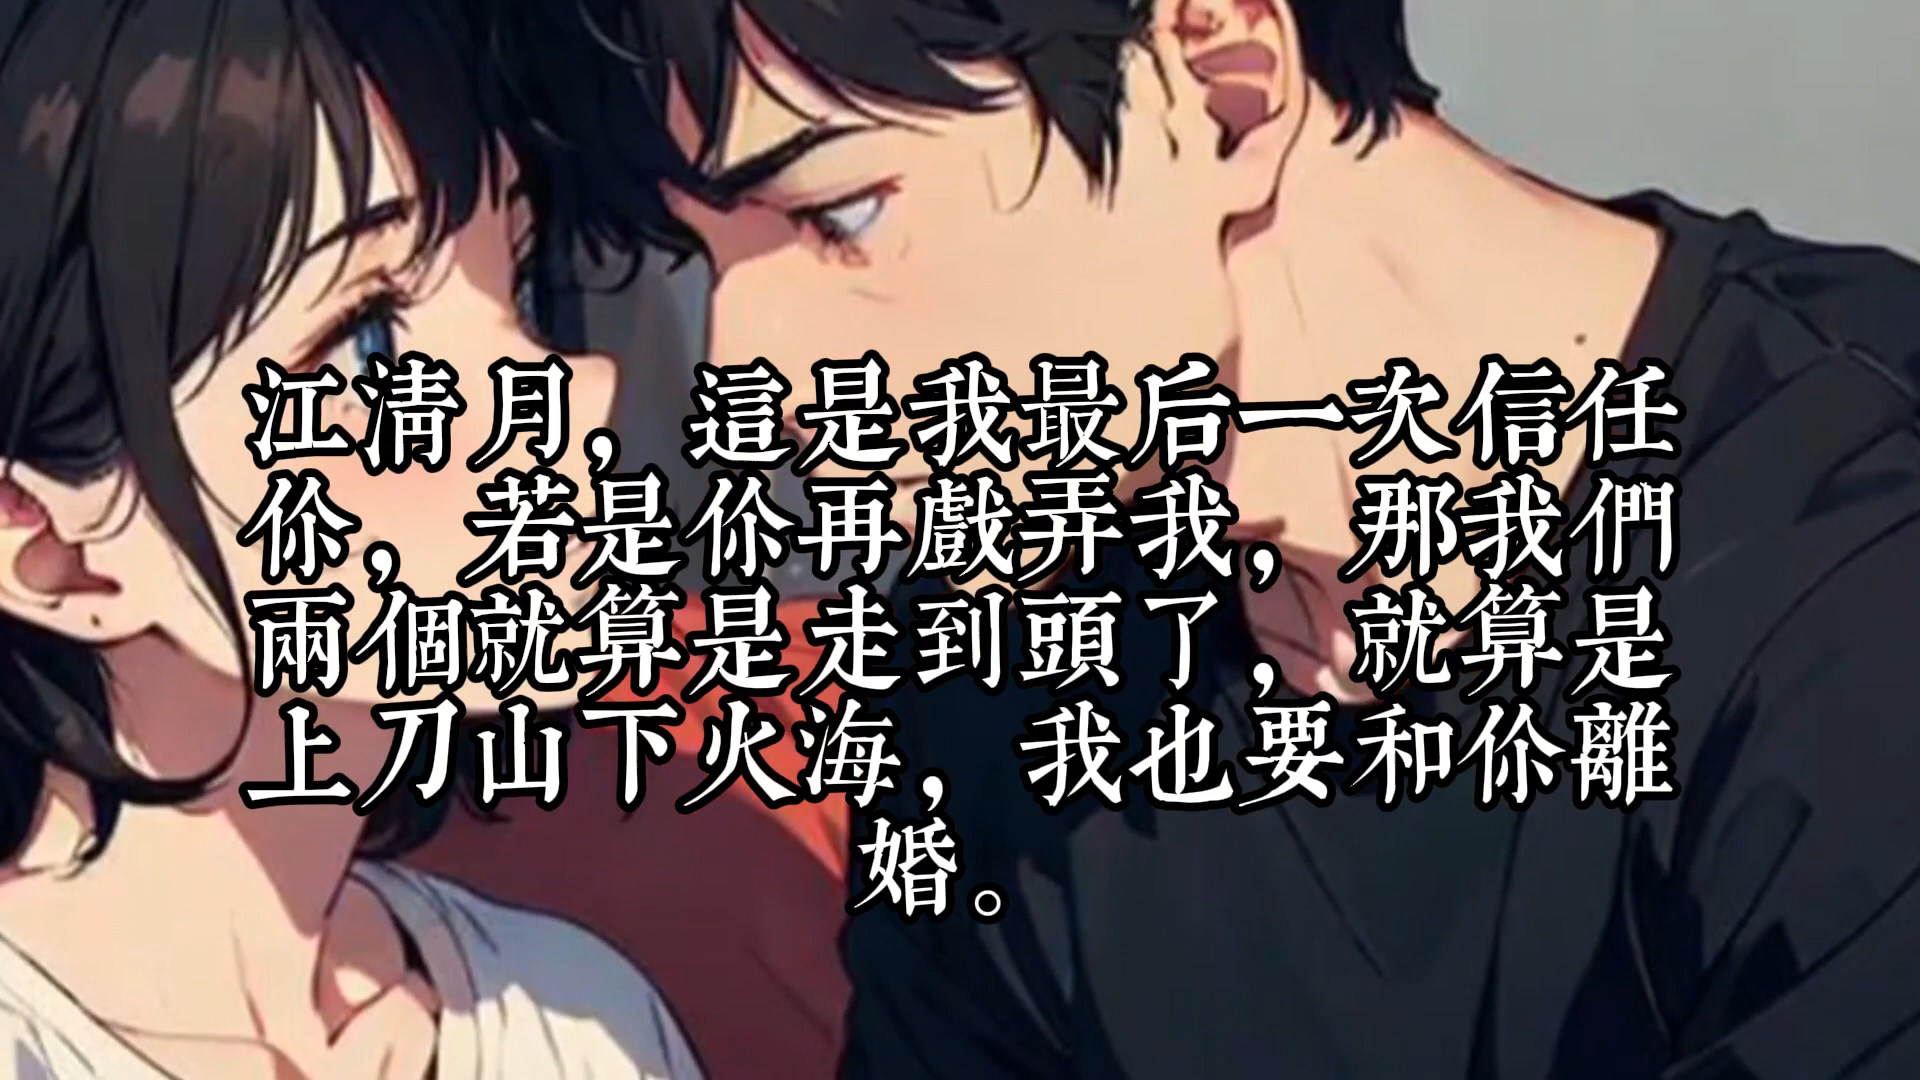 江淸月，這是我最后一次信任
你，若是你再戲弄我，那我們
兩個就算是走到頭了，就算是
上刀山下火海，我也要和你離
婚。